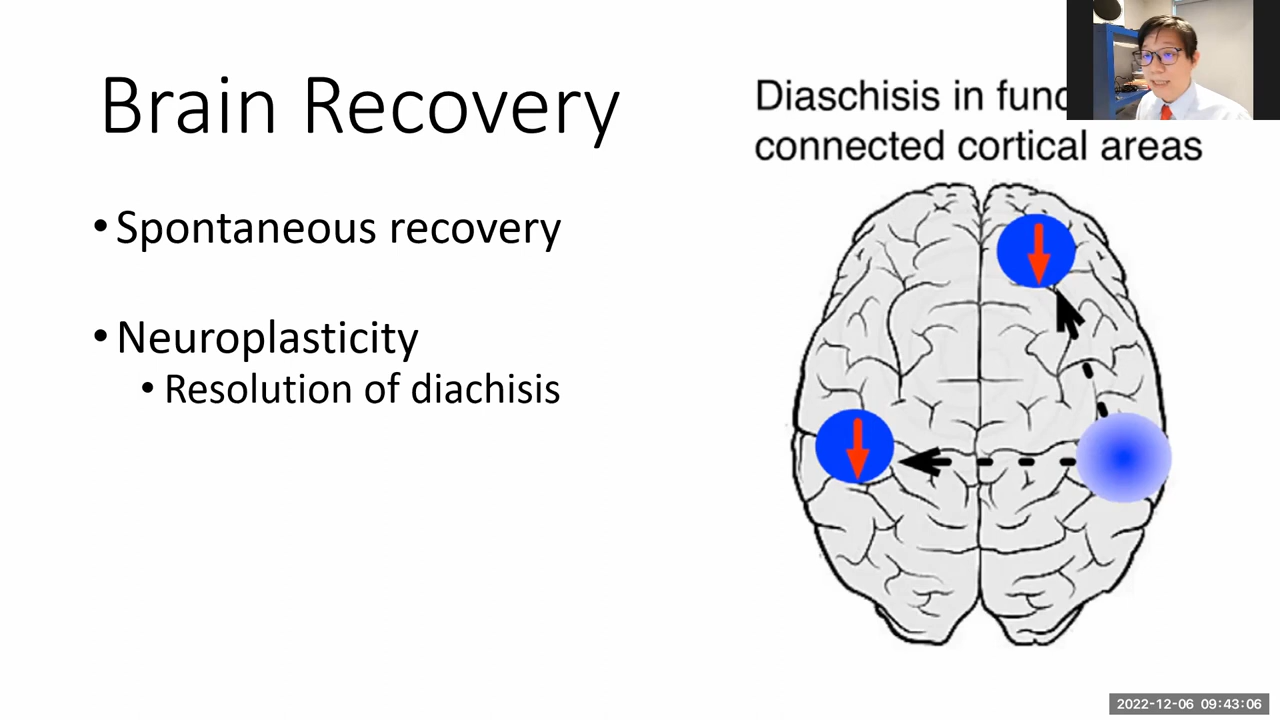 Brain Recovery
• Spontaneous recovery
• Neuroplasticity
• Resolution of diachisis
Diaschisis in
connected cortical areas
2022-12-06 09:43:06